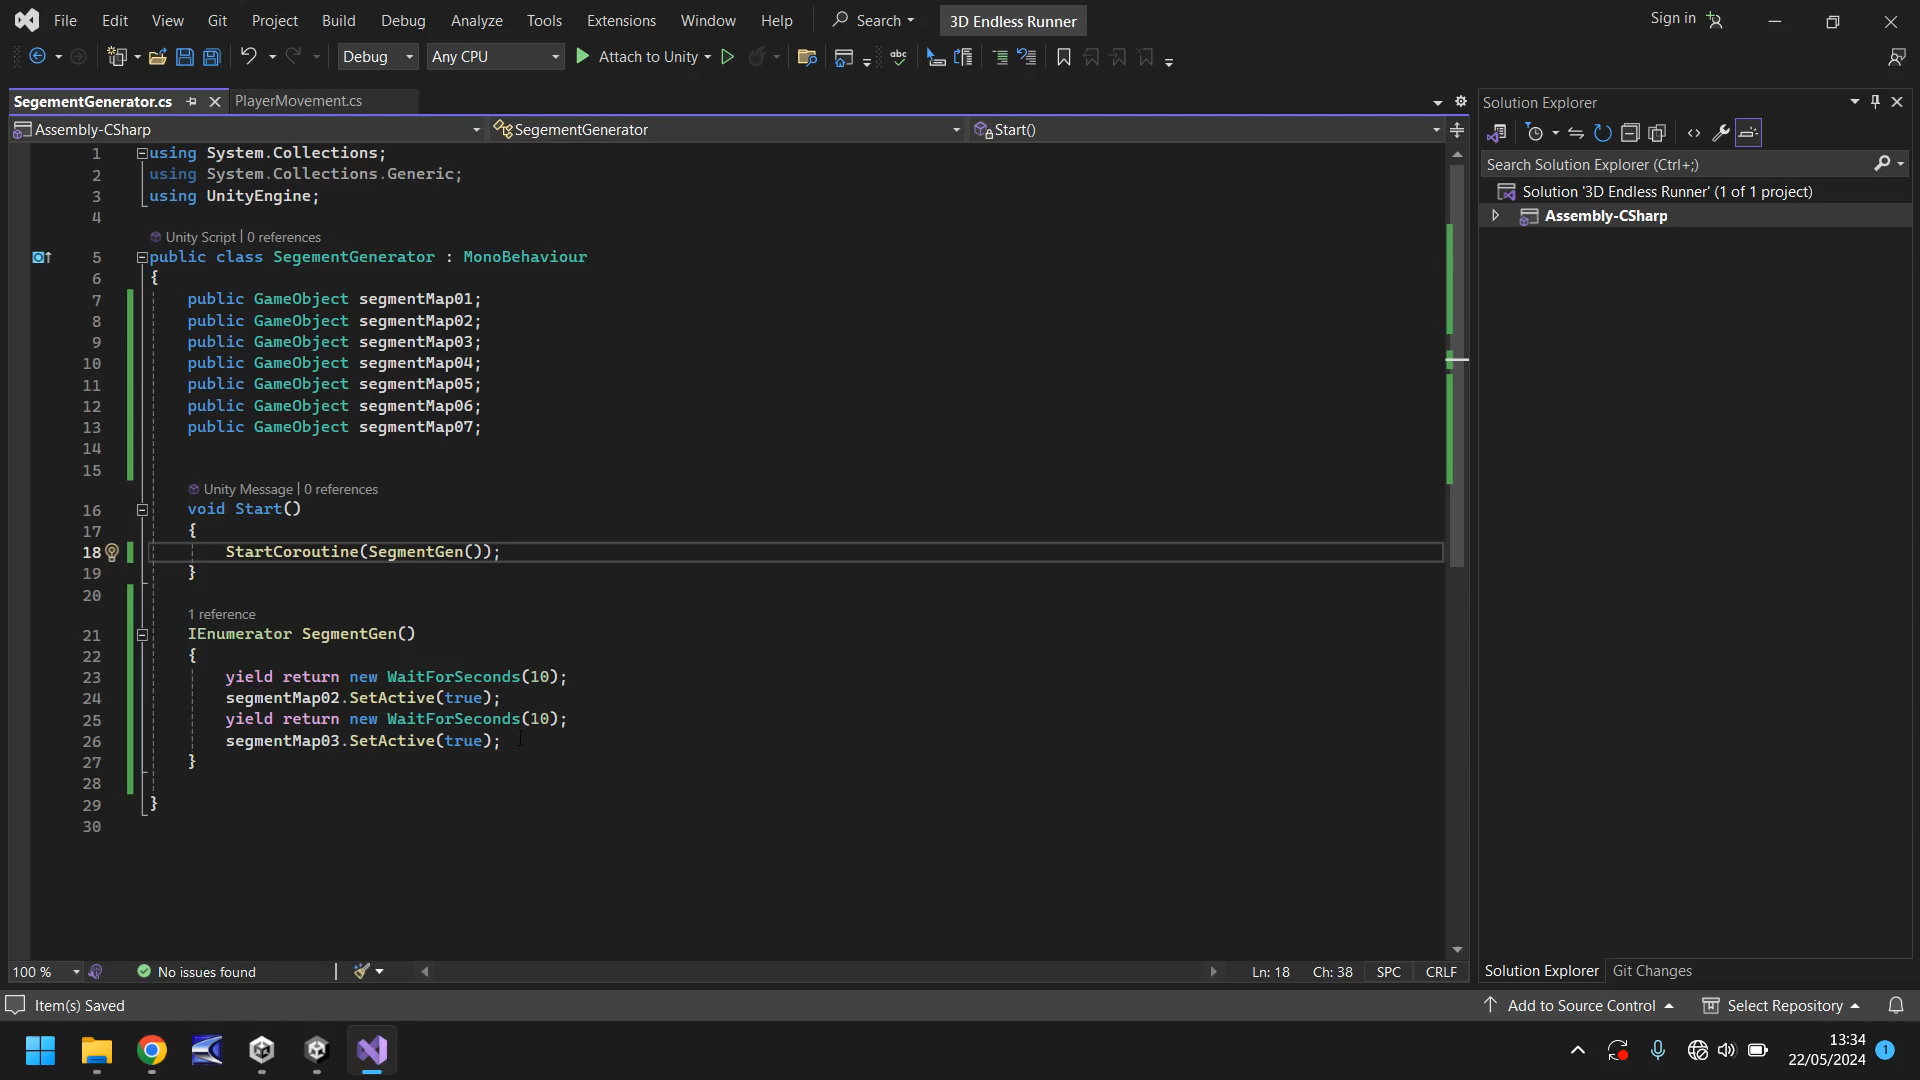 File Edit View Git Project Build Debug Analyze Tools Extensions Window Help Search 3D Endless Runner Sign in
Debug Any CPU Attach to Unity
SegementGenerator.cs PlayerMovement.cs
Assembly-CSharp SegementGenerator Start()
1 using System.Collections;
2 using System.Collections.Generic;
3 using UnityEngine;
4
Unity Script | 0 references
5 public class SegementGenerator : MonoBehaviour
6 {
7 public GameObject segmentMap01;
8 public GameObject segmentMap02;
9 public GameObject segmentMap03;
10 public GameObject segmentMap04;
11 public GameObject segmentMap05;
12 public GameObject segmentMap06;
13 public GameObject segmentMap07;
14
15
Unity Message | 0 references
16 void Start()
17 {
18 StartCoroutine(SegmentGen());
19 }
20
1 reference
21 IEnumerator SegmentGen()
22 {
23 yield return new WaitForSeconds(10);
24 segmentMap02.SetActive(true);
25 yield return new WaitForSeconds(10);
26 segmentMap03.SetActive(true);
27 }
28
29 }
30
100 % No issues found Ln: 18 Ch: 38 SPC CRLF
Solution Explorer
Search Solution Explorer (Ctrl+;)
Solution '3D Endless Runner' (1 of 1 project)
Assembly-CSharp
Solution Explorer Git Changes
Item(s) Saved Add to Source Control Select Repository
13:34
22/05/2024 1